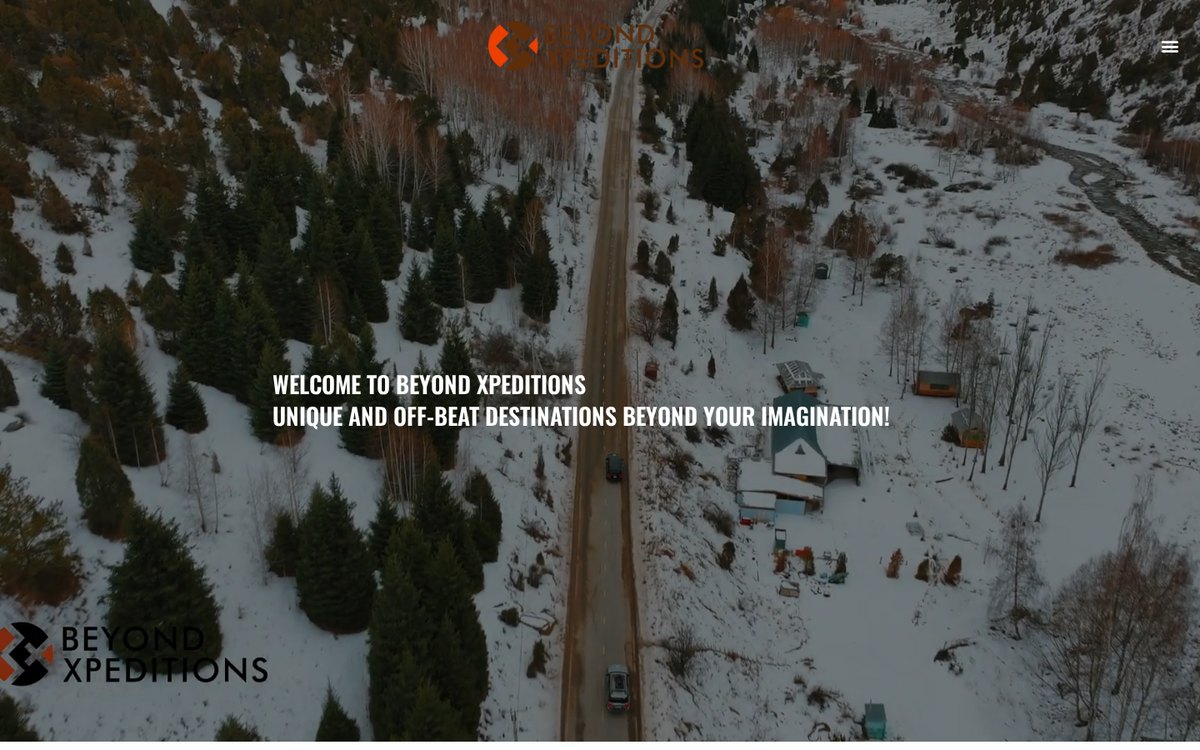 BEYOND
XPEDITIONS
WELCOME TO BEYOND XPEDITIONS
UNIQUE AND OFF-BEAT DESTINATIONS BEYOND YOUR IMAGINATION!
BEYOND
XPEDITIONS